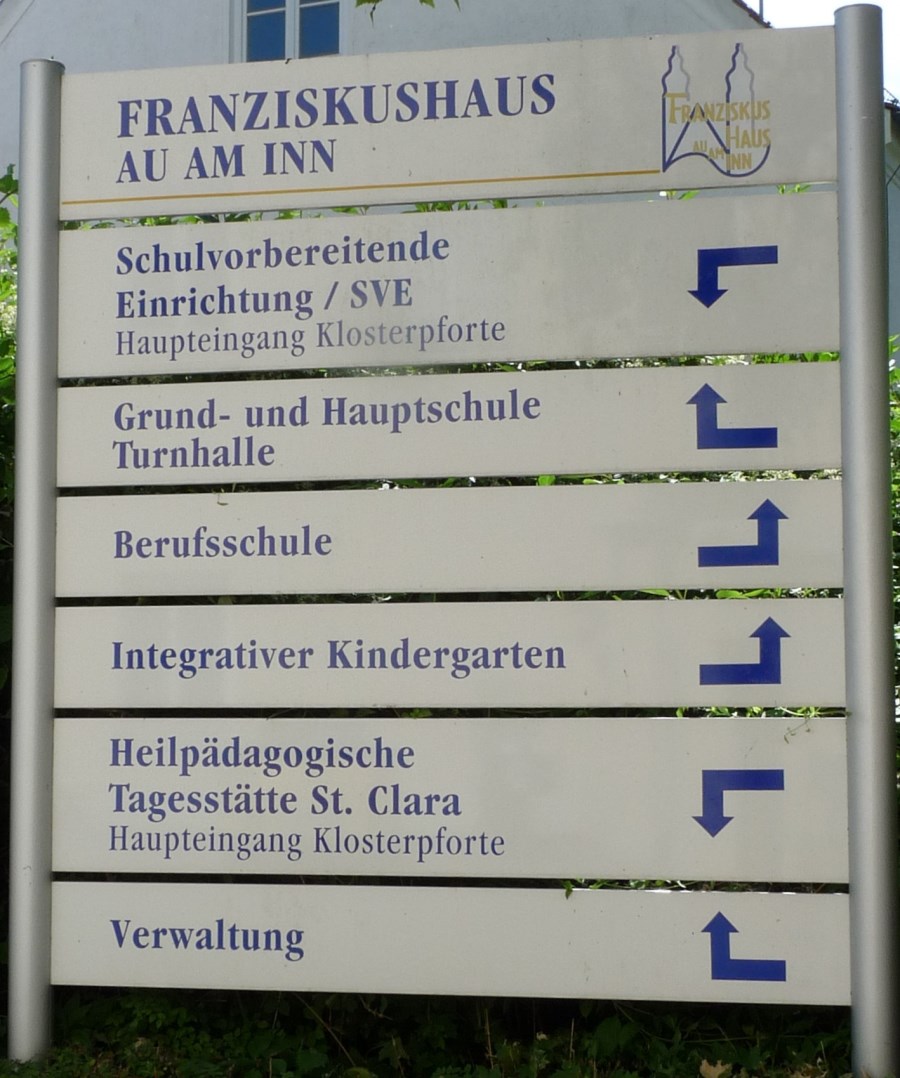 FRANZISKUSHAUS
AU AM INN
FRANZISKUS
HAUS
AU AM INN
Schulvorbereitende
Einrichtung / SVE
Haupteingang Klosterpforte
Grund- und Hauptschule
Turnhalle
Berufsschule
Integrativer Kindergarten
Heilpädagogische
Tagesstätte St. Clara
Haupteingang Klosterpforte
Verwaltung